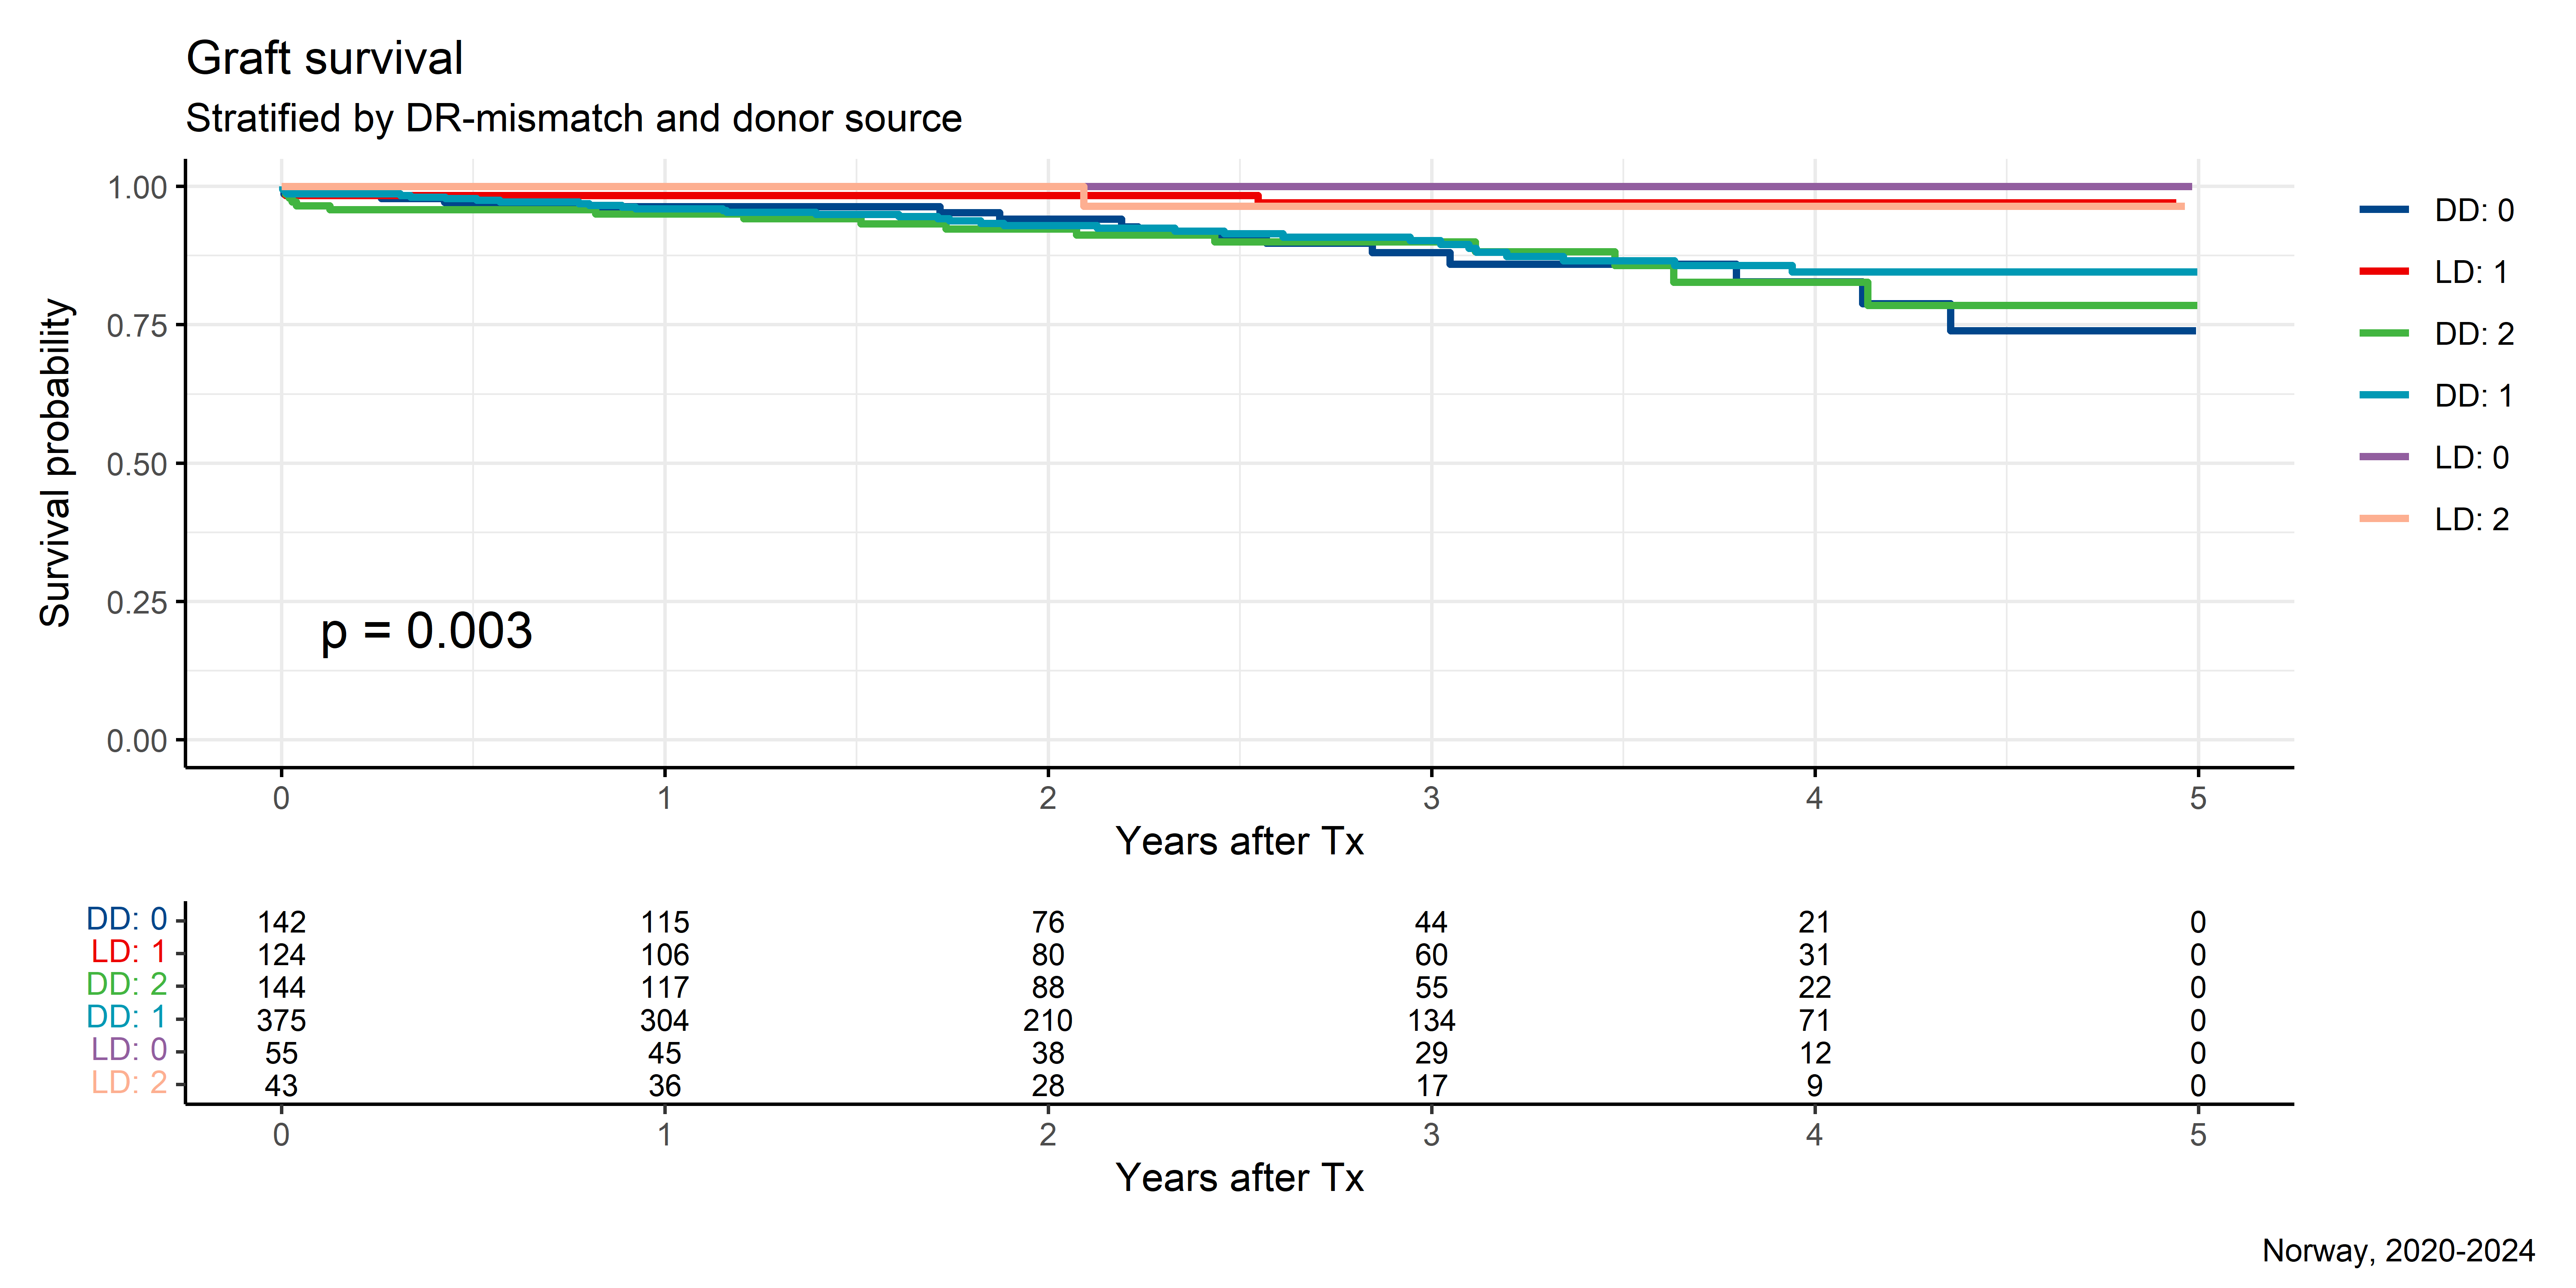 Graft survival
Stratified by DR-mismatch and donor source
Survival probability
1.00
0.75
0.50
0.25
0.00
p = 0.003
0 1 2 3 4 5
Years after Tx
DD: 0
LD: 1
DD: 2
DD: 1
LD: 0
LD: 2
DD: 0 142 115 76 44 21 0
LD: 1 124 106 80 60 31 0
DD: 2 144 117 88 55 22 0
DD: 1 375 304 210 134 71 0
LD: 0 55 45 38 29 12 0
LD: 2 43 36 28 17 9 0
0 1 2 3 4 5
Years after Tx
Norway, 2020-2024